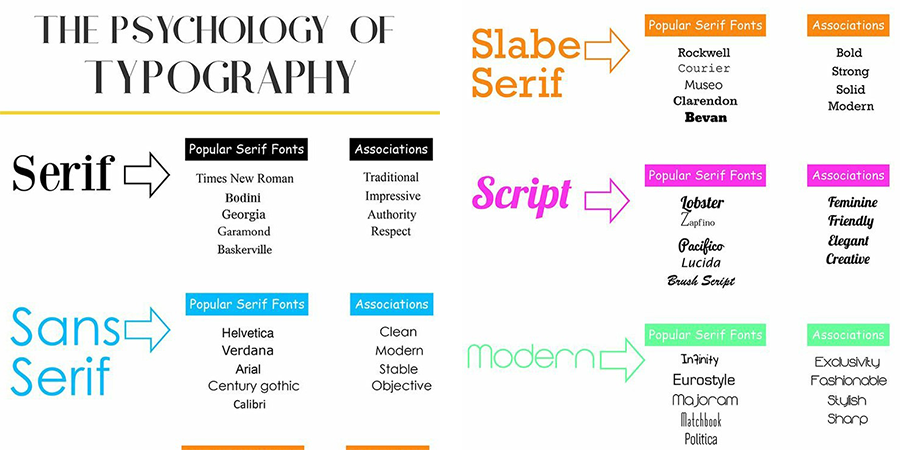 THE PSYCHOLOGY OF
TYPOGRAPHY
Serif
Popular Serif Fonts
Times New Roman
Bodini
Georgia
Garamond
Baskerville
Associations
Traditional
Impressive
Authority
Respect
Sans
Serif
Popular Serif Fonts
Helvetica
Verdana
Arial
Century gothic
Calibri
Associations
Clean
Modern
Stable
Objective
Slabe
Serif
Popular Serif Fonts
Rockwell
Courier
Museo
Clarendon
Bevan
Associations
Bold
Strong
Solid
Modern
Script
Popular Serif Fonts
Lobster
Zapfino
Pacifico
Lucida
Brush Script
Associations
Feminine
Friendly
Elegant
Creative
Modern
Popular Serif Fonts
Infinity
Eurostyle
Majoram
Matchbook
Politica
Associations
Exclusivity
Fashionable
Stylish
Sharp